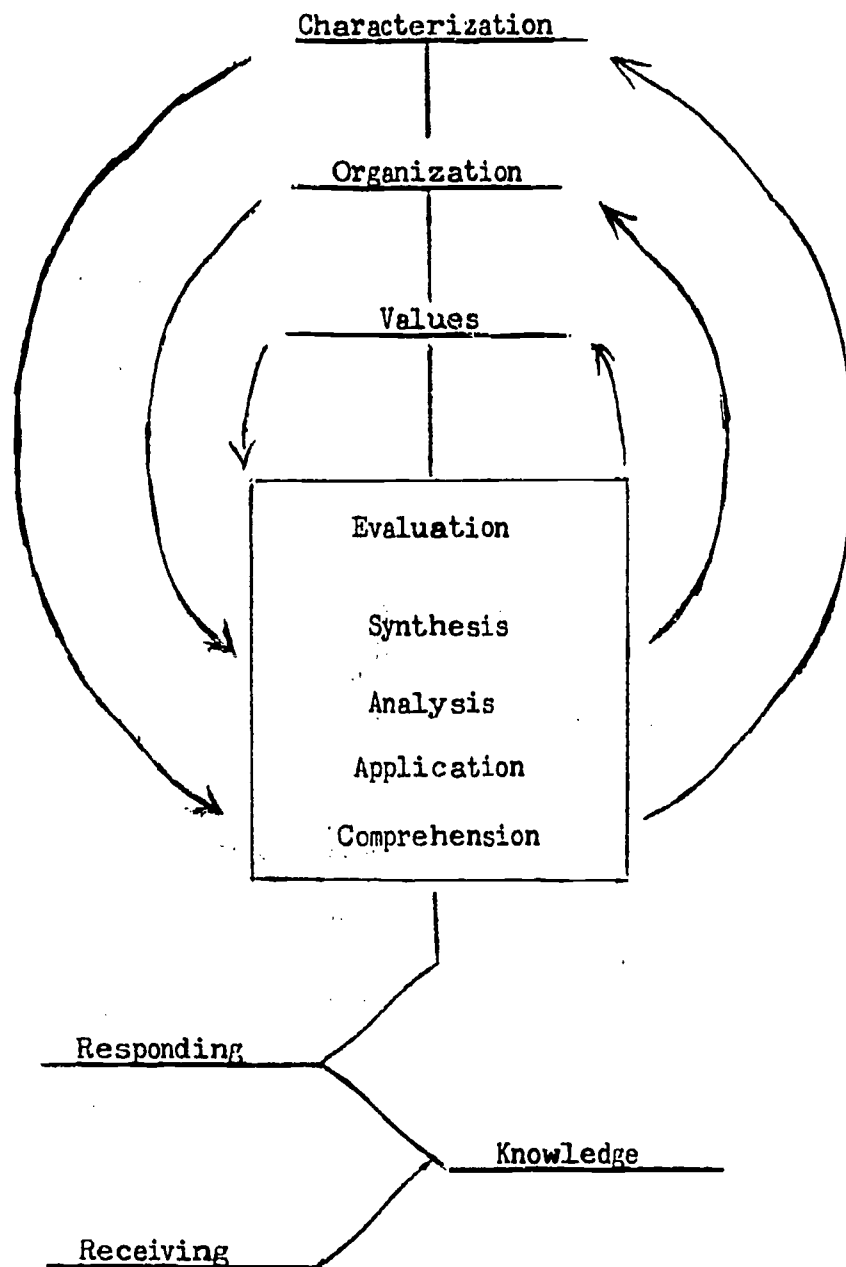 Characterization
Organization
Values
Evaluation
Synthesis
Analysis
Application
Comprehension
Responding
Knowledge
Receiving